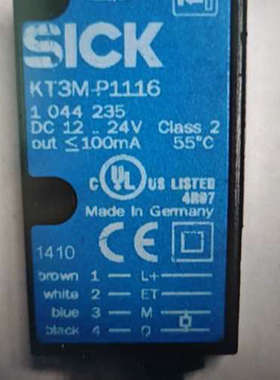 SICK
KT3M-P1116
1 044 235
DC 12 .. 24V Class 2
out ≤100mA 55°C
C UL US LISTED
4R07
Made In Germany
CE
1410
brown 1 L+
white 2 ET
blue 3 M
black 4 Q